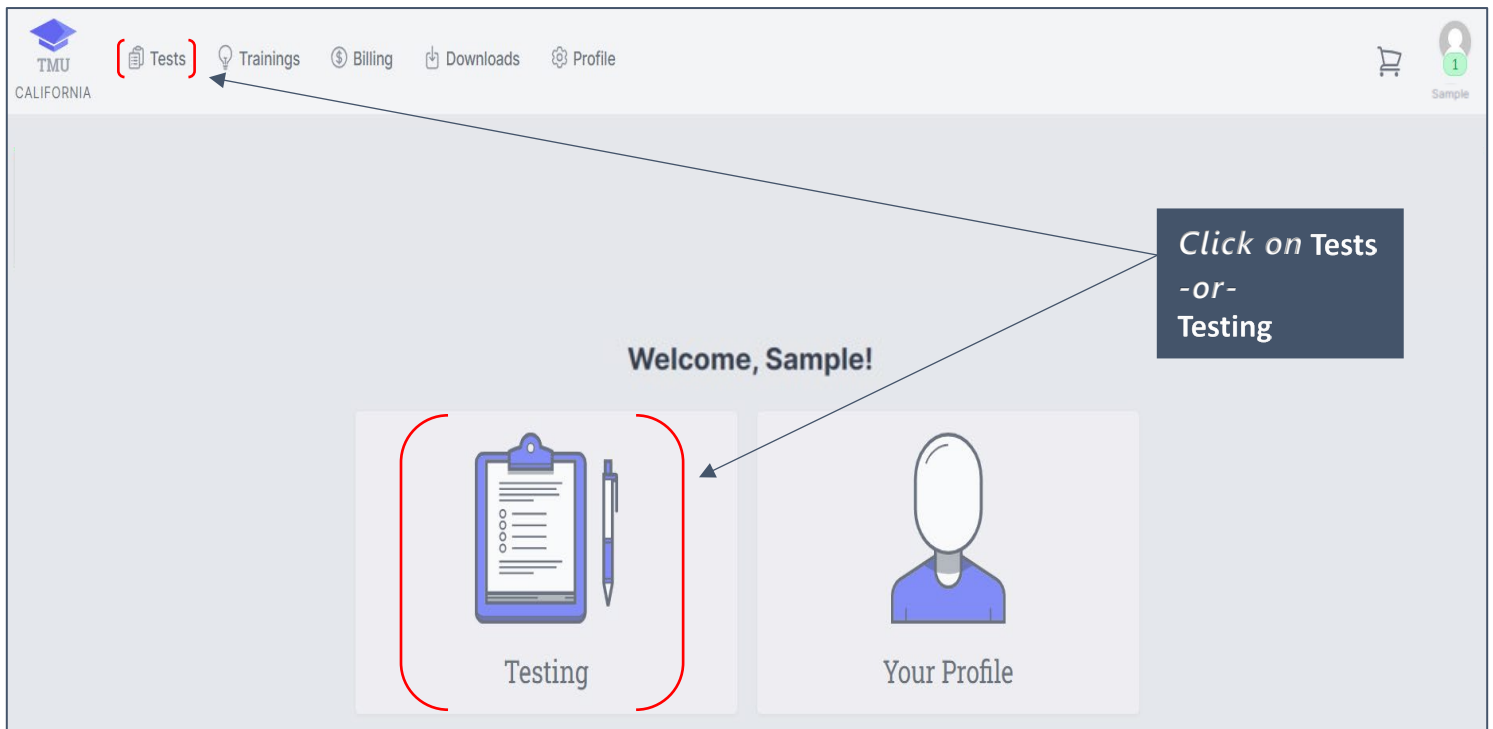 TMU
CALIFORNIA
Tests Trainings Billing Downloads Profile
1
Sample
Click on Tests
-or-
Testing
Welcome, Sample!
Testing
Your Profile